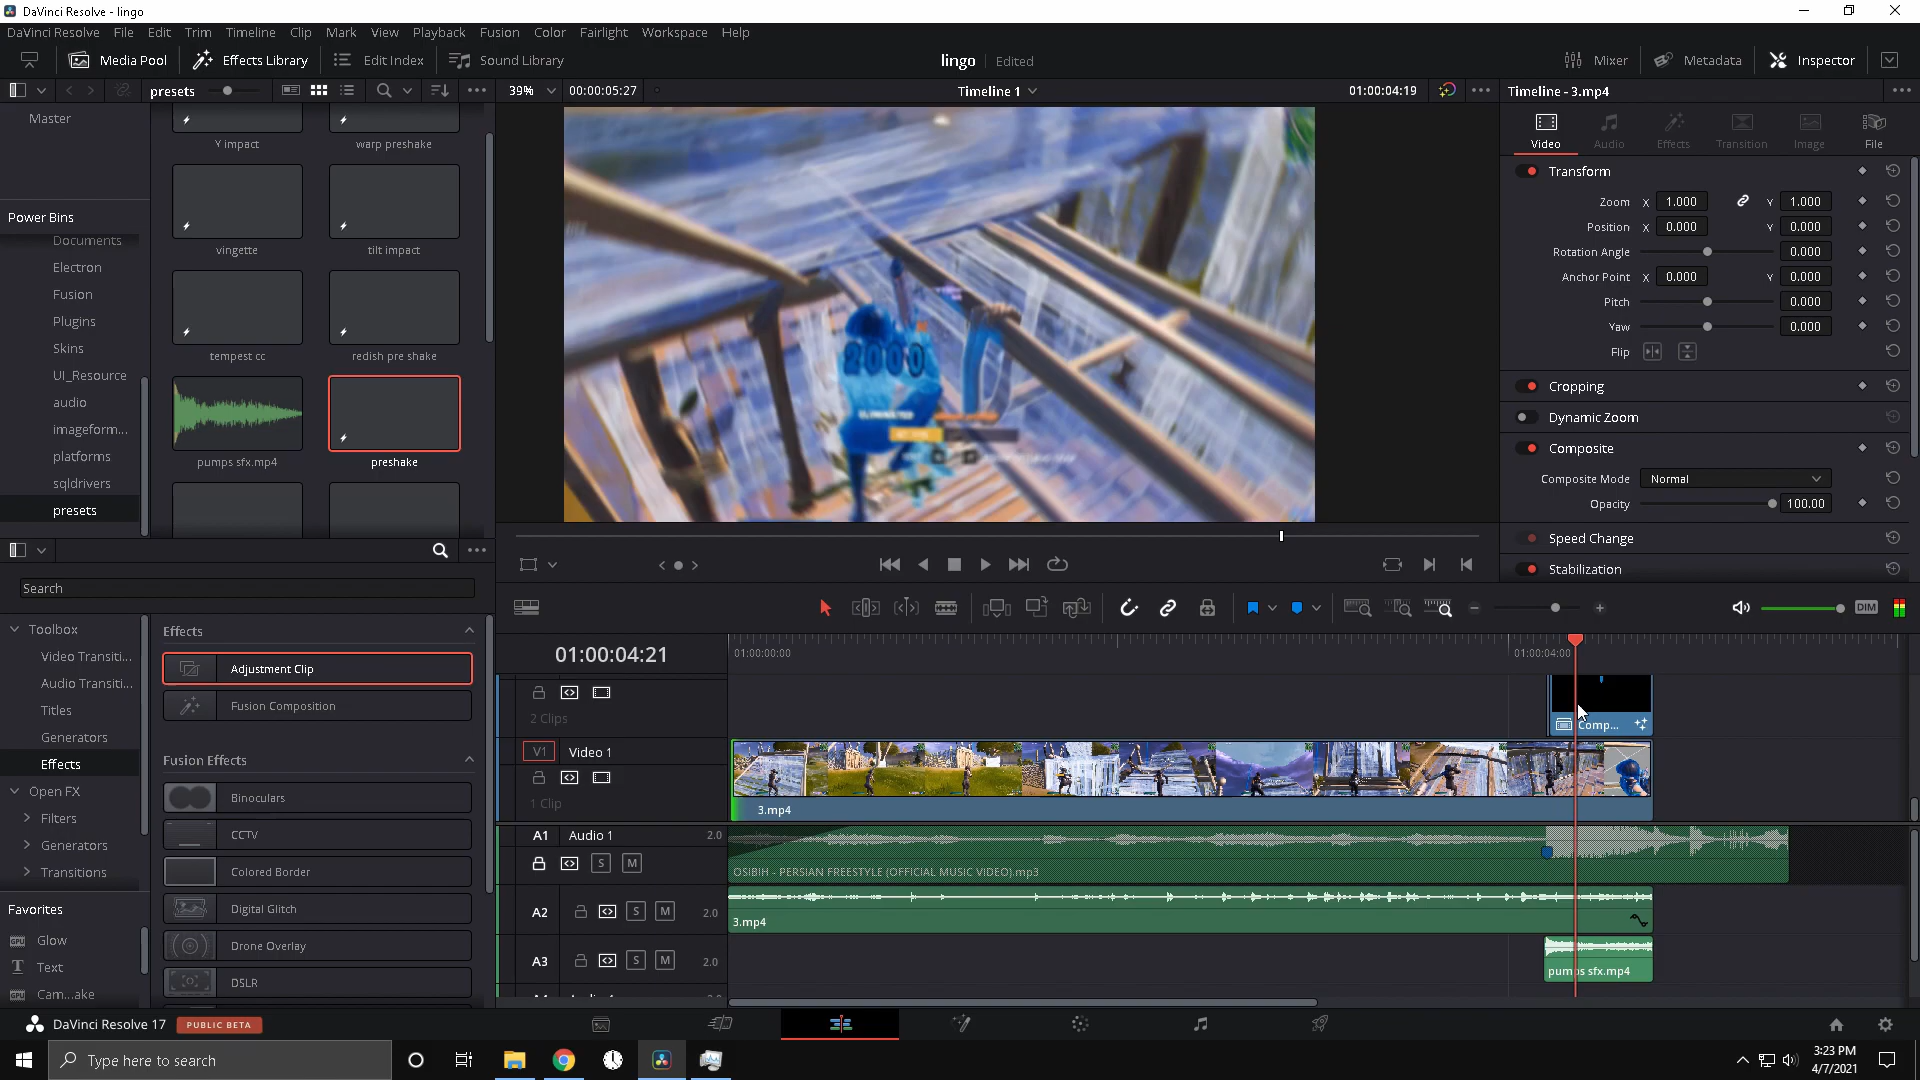 DaVinci Resolve - lingo
DaVinci Resolve File Edit Trim Timeline Clip Mark View Playback Fusion Color Fairlight Workspace Help
Media Pool Effects Library Edit Index Sound Library lingo Edited Mixer Metadata Inspector
presets 39% 00:00:05:27 Timeline 1 01:00:04:19 Timeline - 3.mp4
Master
Power Bins
Documents
Electron
Fusion
Plugins
Skins
UI_Resource
audio
imageform...
platforms
sqldrivers
presets
Y impact warp preshake
vingette tilt impact
tempest cc redish pre shake
pumps sfx.mp4 preshake
2000
Video Audio Effects Transition Image File
Transform
Zoom X 1.000 Y 1.000
Position X 0.000 Y 0.000
Rotation Angle 0.000
Anchor Point X 0.000 Y 0.000
Pitch 0.000
Yaw 0.000
Flip
Cropping
Dynamic Zoom
Composite
Composite Mode Normal
Opacity 100.00
Speed Change
Stabilization
Search
Toolbox
Video Transiti...
Audio Transiti...
Titles
Generators
Effects
Open FX
Filters
Generators
Transitions
Favorites
Glow
Text
Cam...ake
Effects
Adjustment Clip
Fusion Composition
Fusion Effects
Binoculars
CCTV
Colored Border
Digital Glitch
Drone Overlay
DSLR
DIM
01:00:04:21 01:00:00:00 01:00:04:00
2 Clips Comp...
V1 Video 1
1 Clip 3.mp4
A1 Audio 1 2.0
S M OSIBIH - PERSIAN FREESTYLE (OFFICIAL MUSIC VIDEO).mp3
A2 S M 2.0 3.mp4
A3 S M 2.0 pumps sfx.mp4
DaVinci Resolve 17 PUBLIC BETA
Type here to search
3:23 PM
4/7/2021